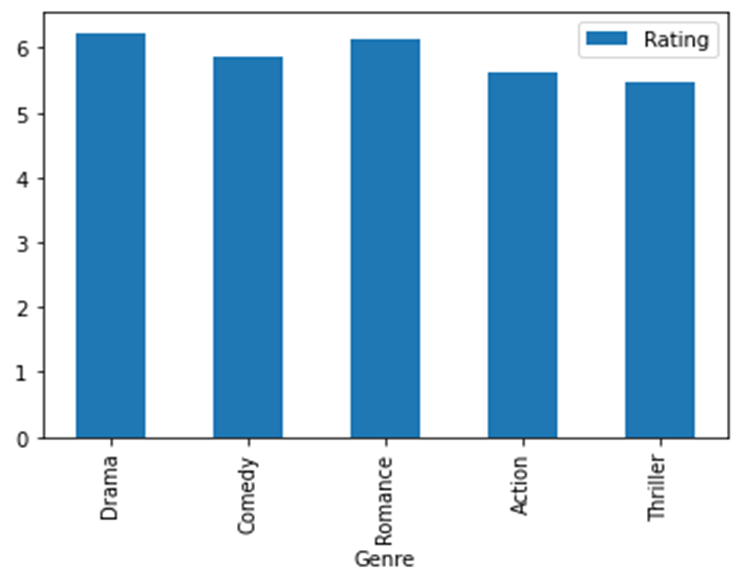 Rating
6
5
4
3
2
1
0
Drama
Comedy
Romance
Action
Thriller
Genre